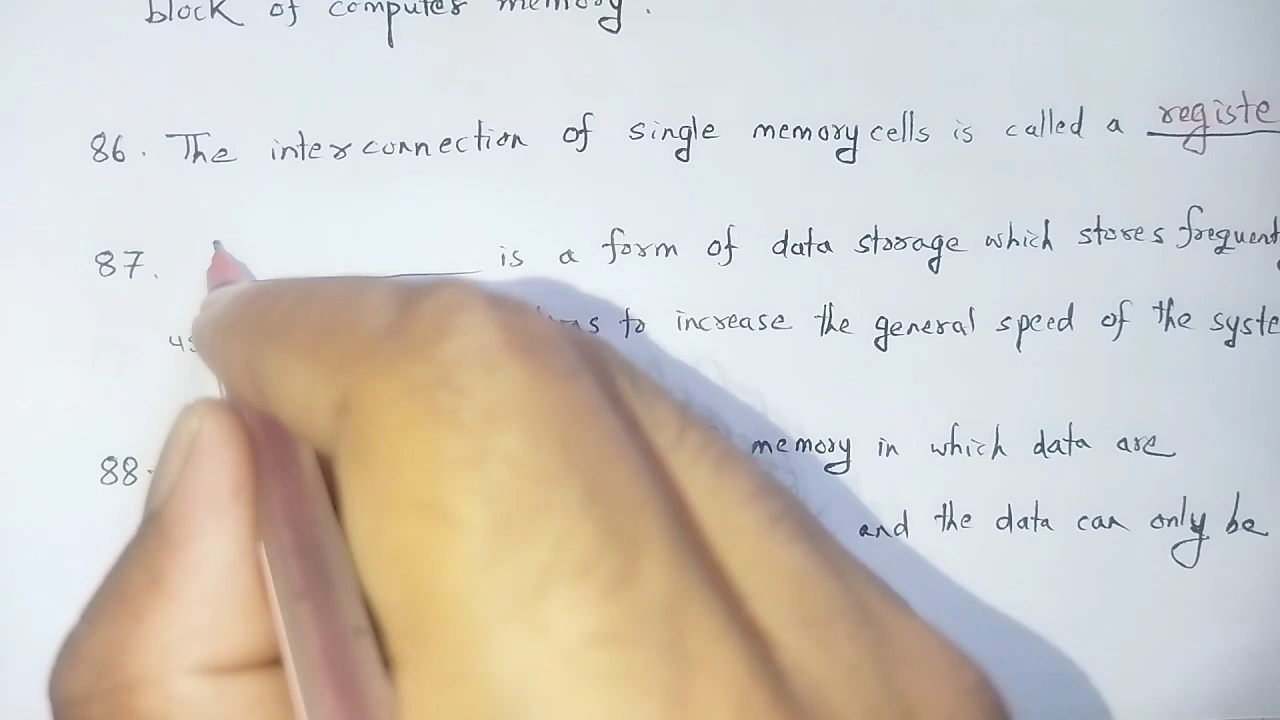 block of computer memory.
86. The interconnection of single memory cells is called a registe
87. is a form of data storage which stores frequent
to increase the general speed of the syste
88. memory in which data are
and the data can only be